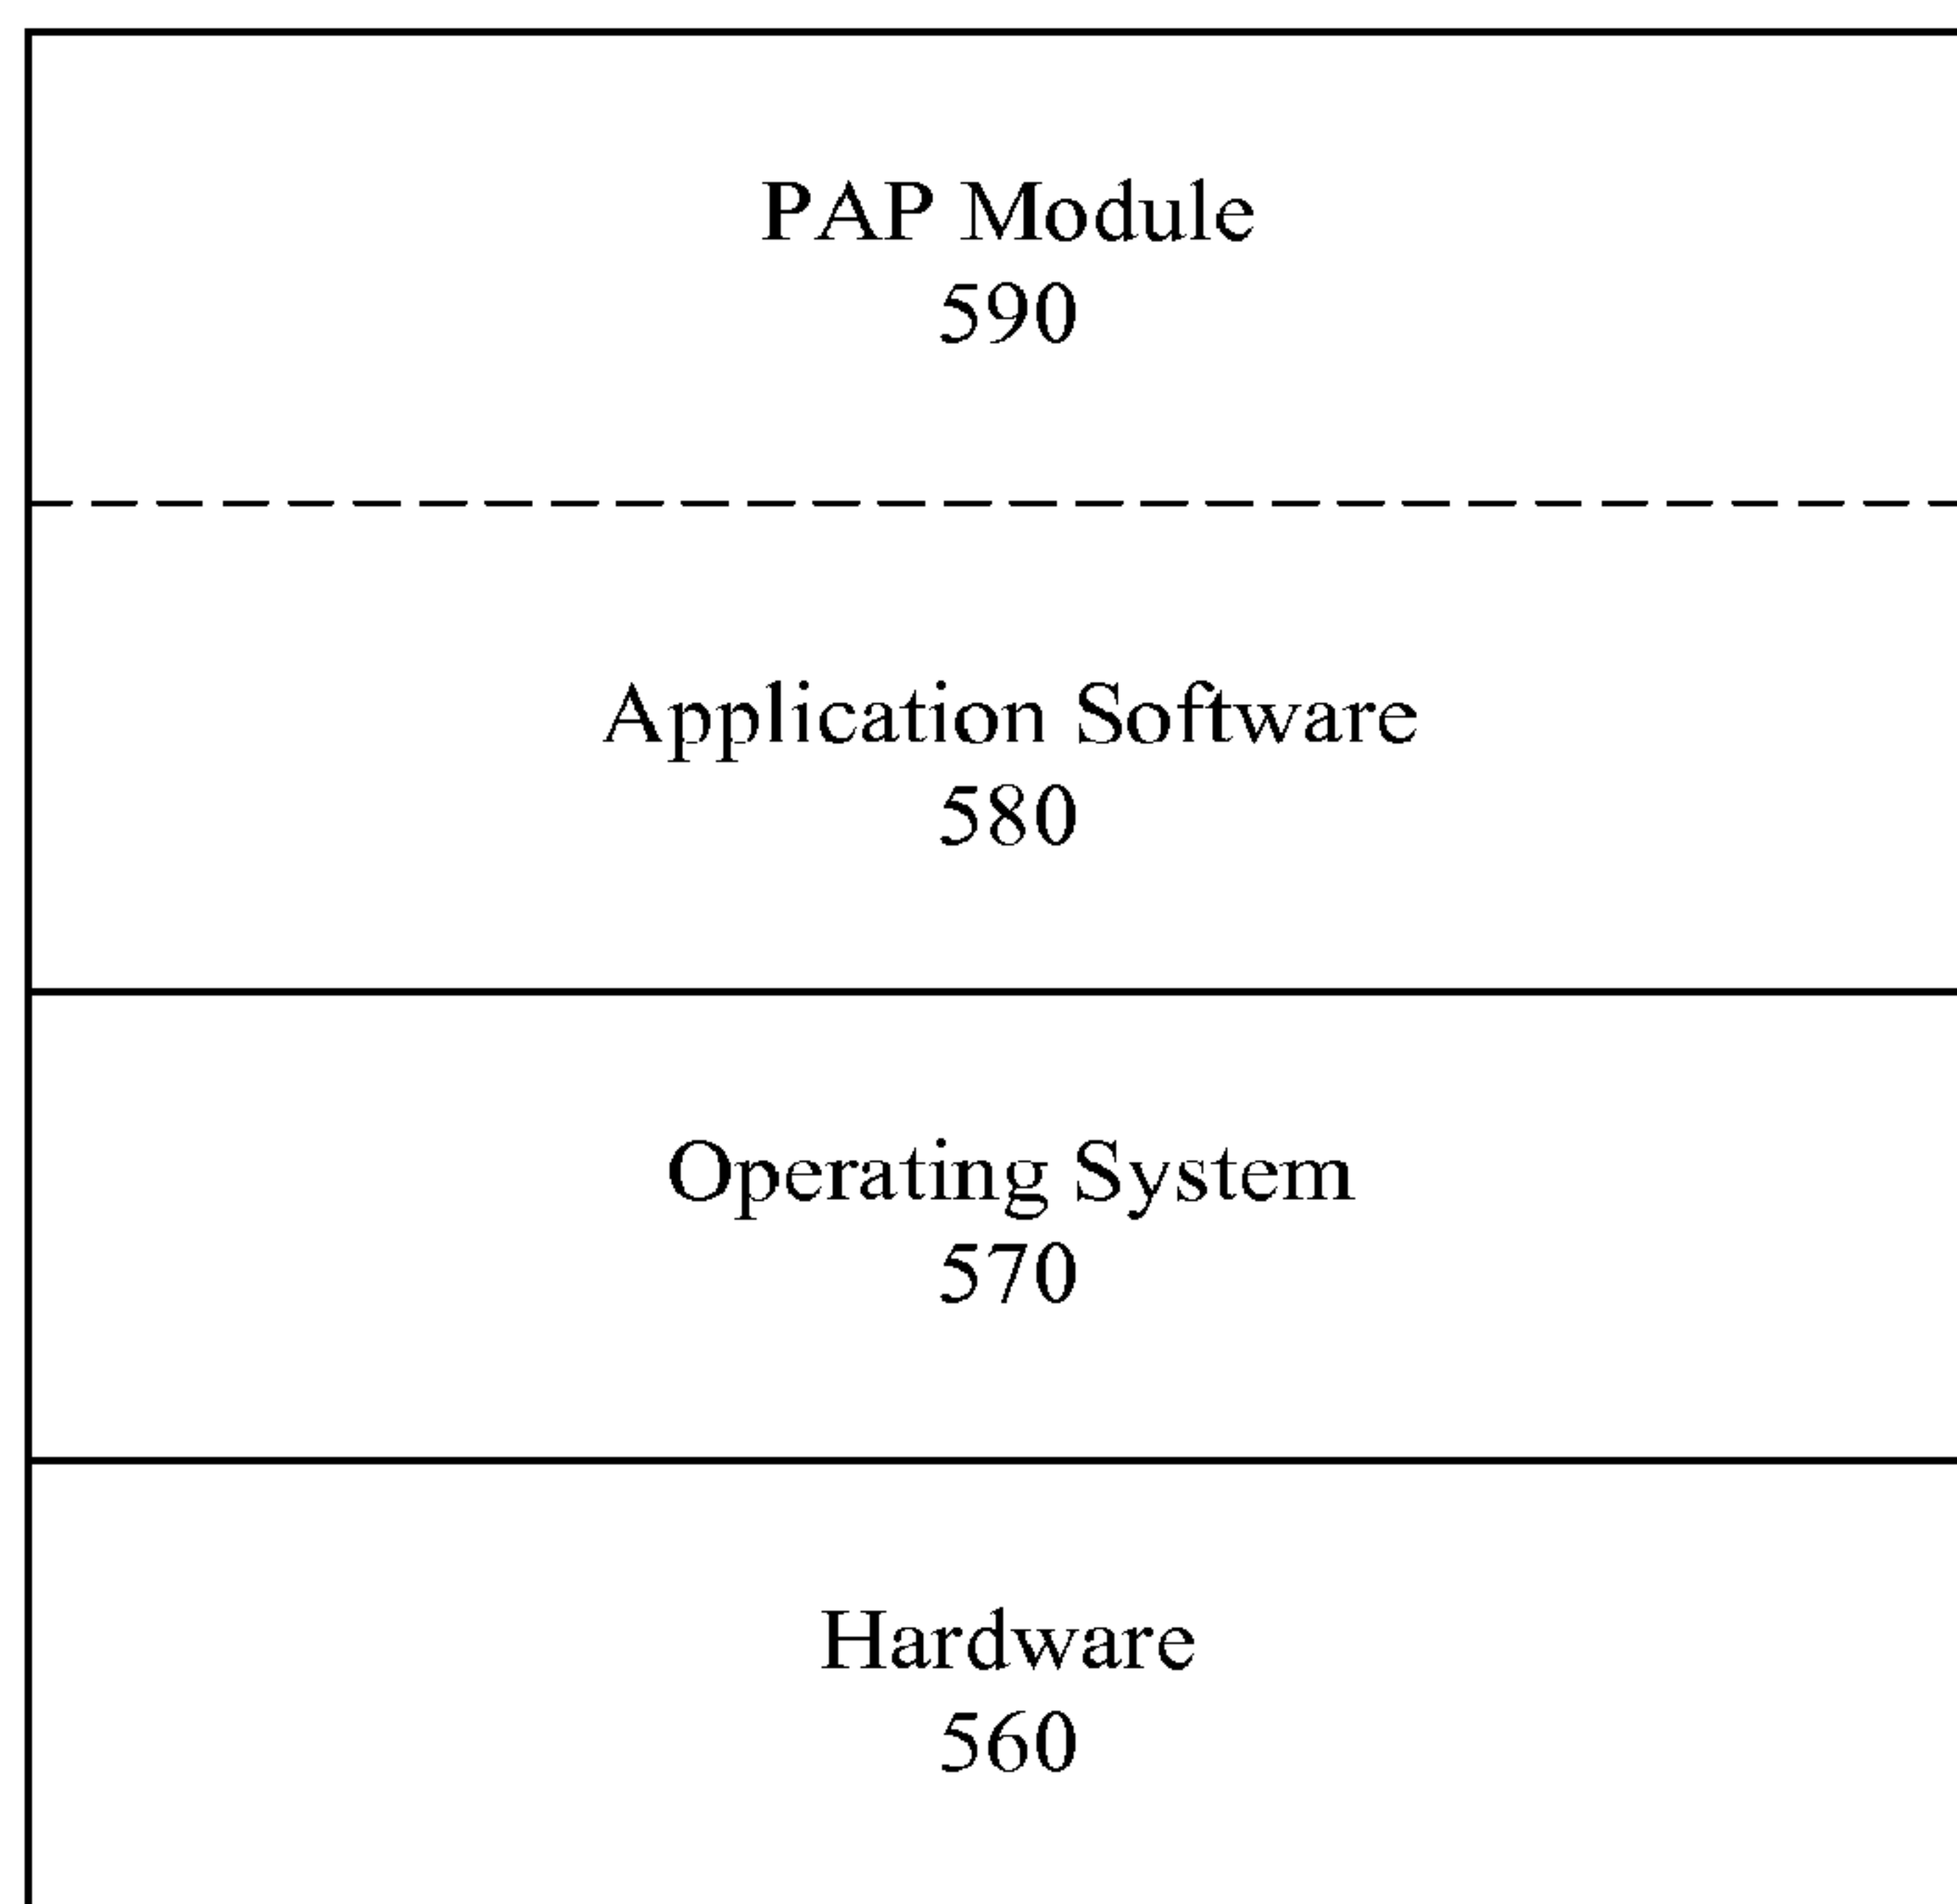 PAP Module
590
Application Software
580
Operating System
570
Hardware
560